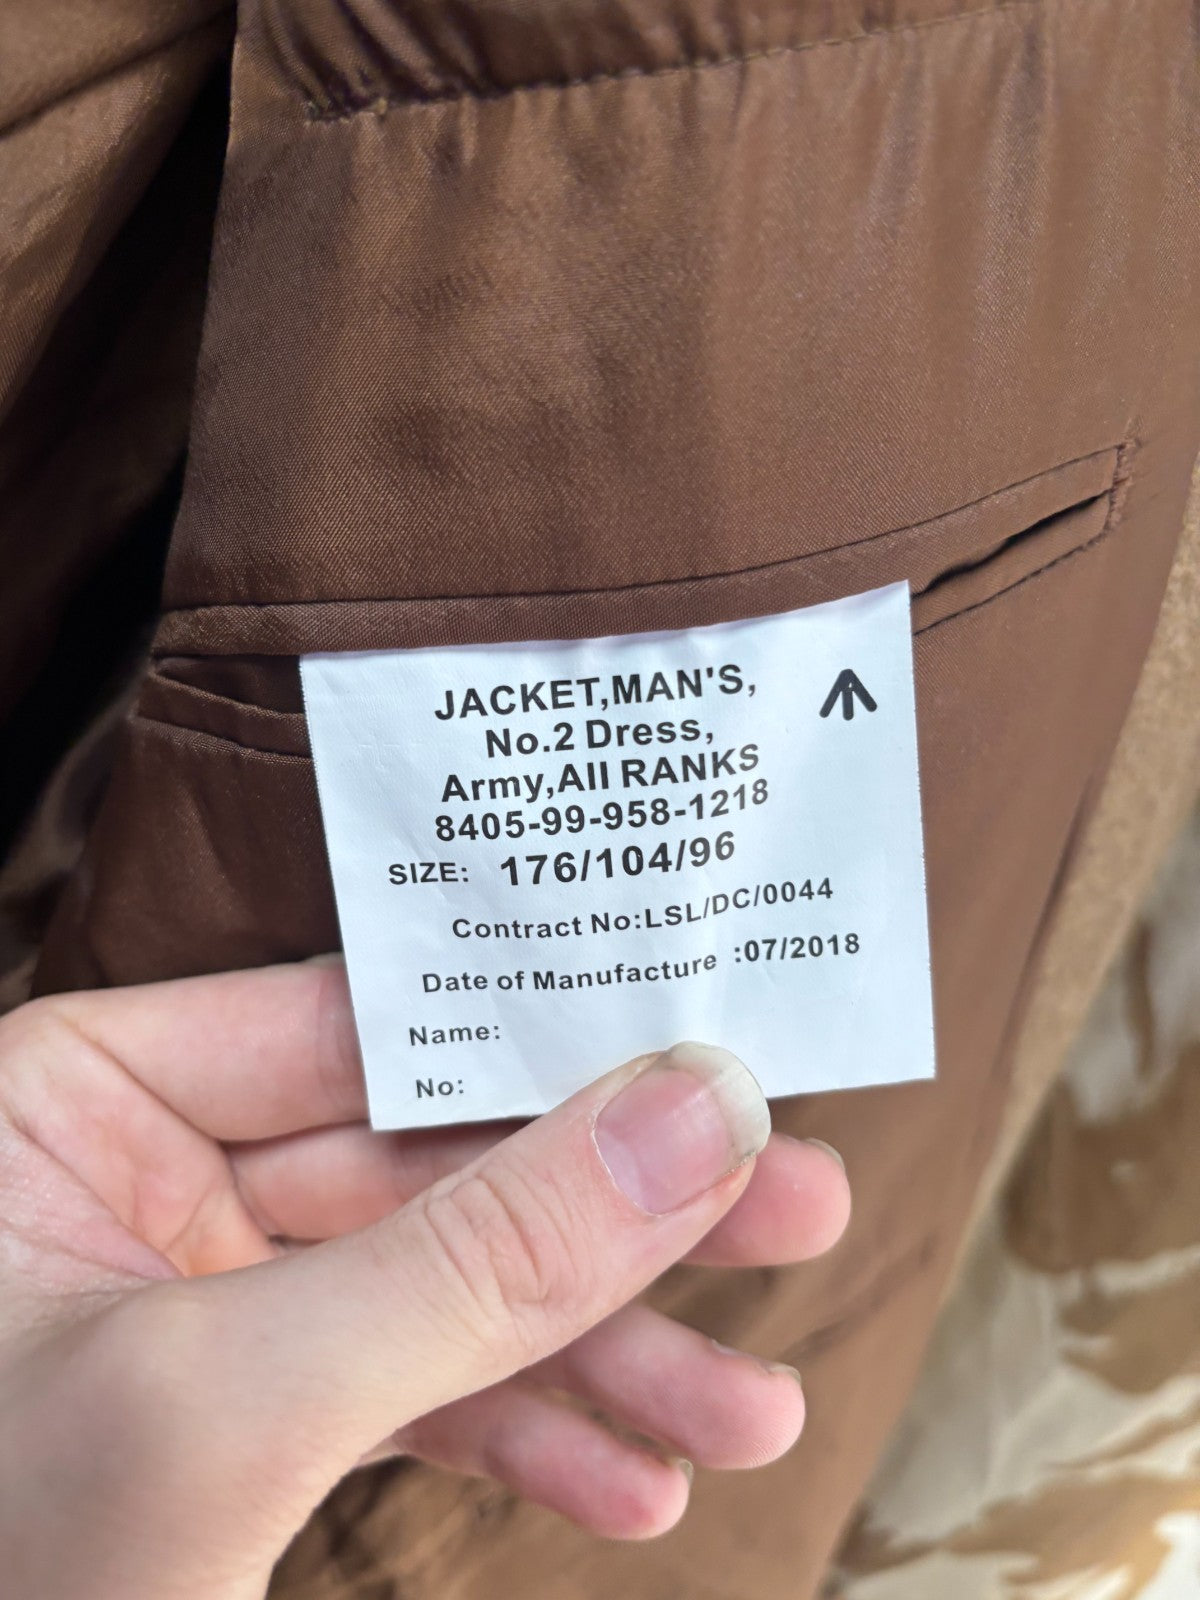 JACKET,MAN'S,
No.2 Dress,
Army,All RANKS
8405-99-958-1218
SIZE: 176/104/96
Contract No:LSL/DC/0044
Date of Manufacture :07/2018
Name:
No: